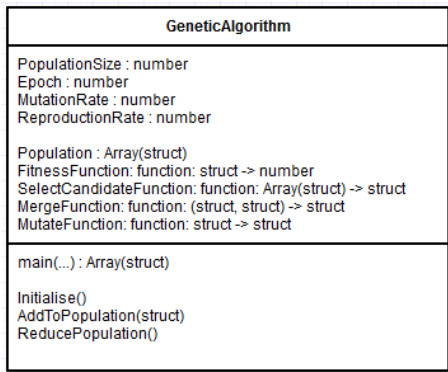 GeneticAlgorithm
PopulationSize : number
Epoch : number
MutationRate : number
ReproductionRate : number
Population : Array(struct)
FitnessFunction: function: struct -> number
SelectCandidateFunction: function: Array(struct) -> struct
MergeFunction: function: (struct, struct) -> struct
MutateFunction: function: struct -> struct
main(...) : Array(struct)
Initialise()
AddToPopulation(struct)
ReducePopulation()